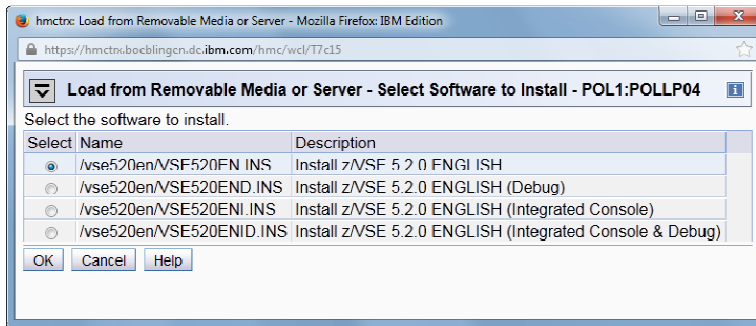 hmctrx: Load from Removable Media or Server - Mozilla Firefox: IBM Edition
https://hmctrx.boeblingen.de.ibm.com/hmc/wcl/T7c15
Load from Removable Media or Server - Select Software to Install - POL1:POLLP04
Select the software to install.
Select Name Description
/vse520en/VSE520EN.INS Install z/VSE 5.2.0 ENGLISH
/vse520en/VSE520END.INS Install z/VSE 5.2.0 ENGLISH (Debug)
/vse520en/VSE520ENI.INS Install z/VSE 5.2.0 ENGLISH (Integrated Console)
/vse520en/VSE520ENID.INS Install z/VSE 5.2.0 ENGLISH (Integrated Console & Debug)
OK Cancel Help